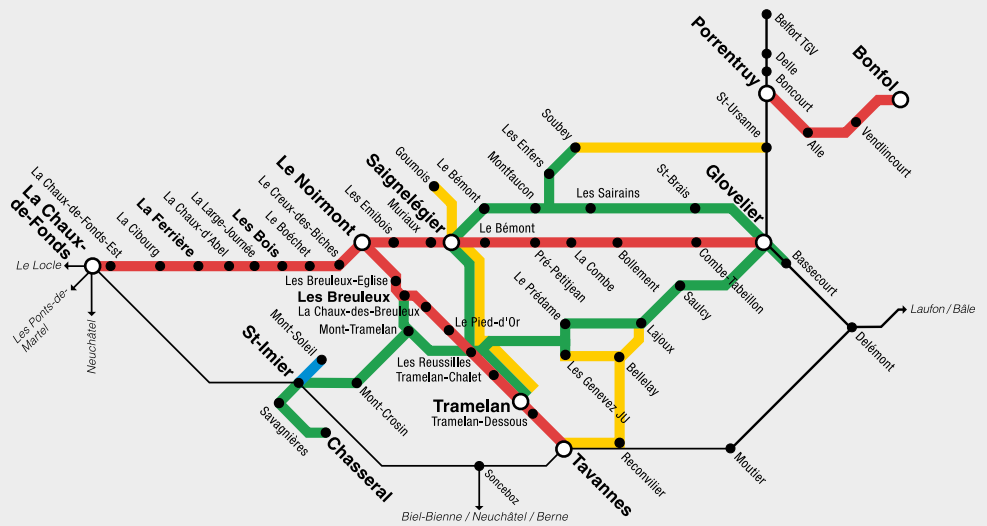 Belfort TGV
Delle
Boncourt
Porrentruy
Bonfol
Alle
Vendlincourt
St-Ursanne
Soubey
Les Enfers
Montfaucon
Le Bémont
Goumois
Les Sairains
St-Brais
Glovelier
Saignelégier
Muriaux
Les Emibois
Le Noirmont
Le Creux-des-Biches
Le Boéchet
Les Bois
La Large-Journée
La Chaux-d'Abel
La Ferrière
La Cibourg
La Chaux-de-Fonds-Est
La Chaux-
de-Fonds
Le Locle
Les Ponts-de-
Martel
Neuchâtel
Le Bémont
Pré-Petitjean
La Combe
Bollement
Combe-Tabeillon
Bassecourt
Les Breuleux-Eglise
Les Breuleux
La Chaux-des-Breuleux
Mont-Tramelan
Le Pied-d'Or
Les Reussilles
Tramelan-Chalet
Tramelan
Tramelan-Dessous
Tavannes
Le Prédame
Lajoux
Saulcy
Les Genevez JU
Bellelay
Reconvilier
Moutier
Delémont
Laufon / Bâle
Mont-Soleil
St-Imier
Mont-Crosin
Savagnières
Chasseral
Sonceboz
Biel-Bienne / Neuchâtel / Berne